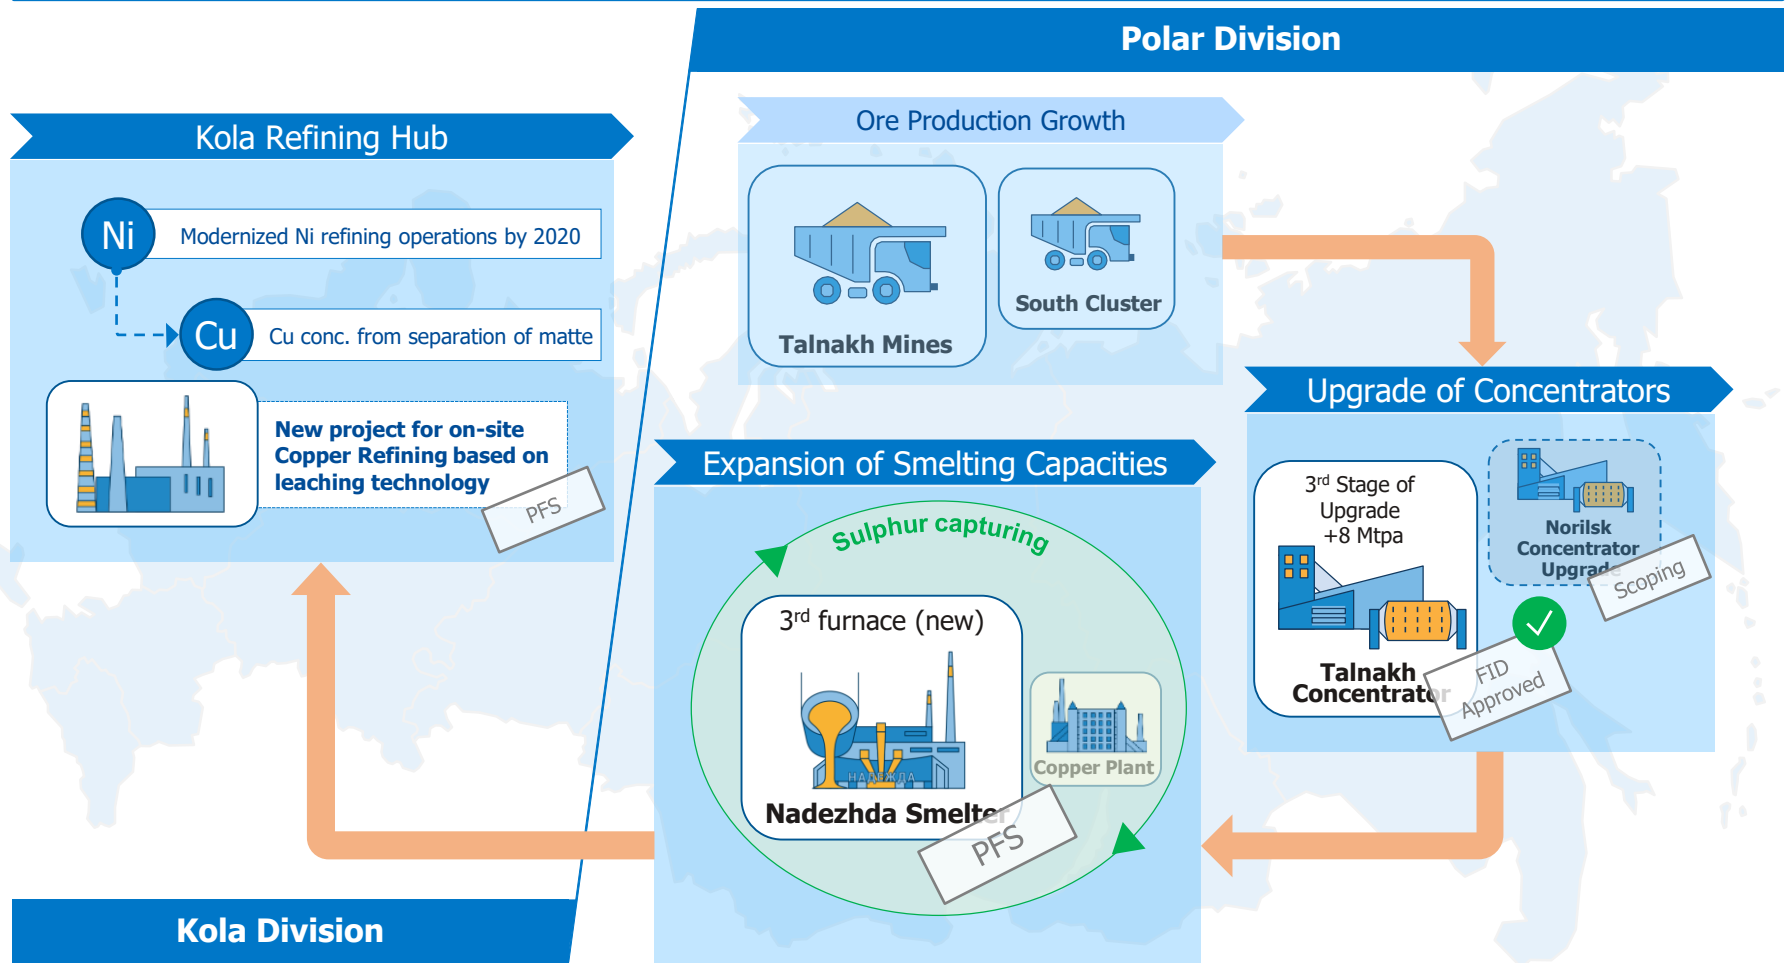 Polar Division
Kola Refining Hub
Ni
Modernized Ni refining operations by 2020
Cu
Cu conc. from separation of matte
New project for on-site
Copper Refining based on
leaching technology
PFS
Ore Production Growth
Talnakh Mines
South Cluster
Upgrade of Concentrators
3rd Stage of
Upgrade
+8 Mtpa
Talnakh
Concentrator
FID
Approved
Norilsk
Concentrator
Upgrade
Scoping
Expansion of Smelting Capacities
Sulphur capturing
3rd furnace (new)
НАДЕЖДА
Nadezhda Smelter
PFS
Copper Plant
Kola Division